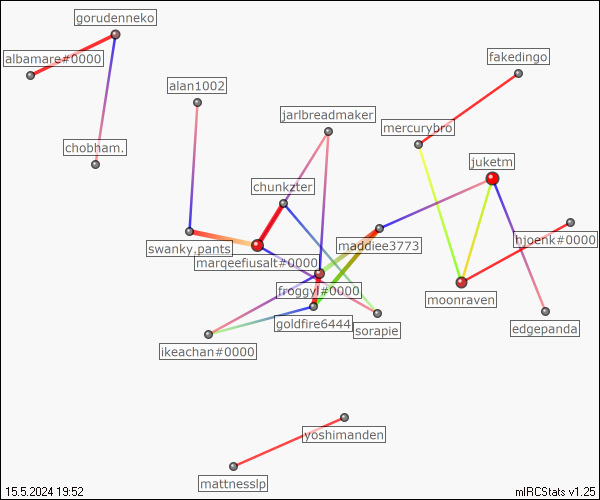 gorudenneko
albamare#0000
fakedingo
alan1002
jarlbreadmaker
mercurybro
chobham.
juketm
chunkzter
swanky.pants
maddiee3773
hjoenk#0000
marqeefiusalt#0000
froggyl#0000
moonraven
goldfire6444
sorapie
edgepanda
ikeachan#0000
yoshimanden
mattnesslp
15.5.2024 19:52
mIRCStats v1.25